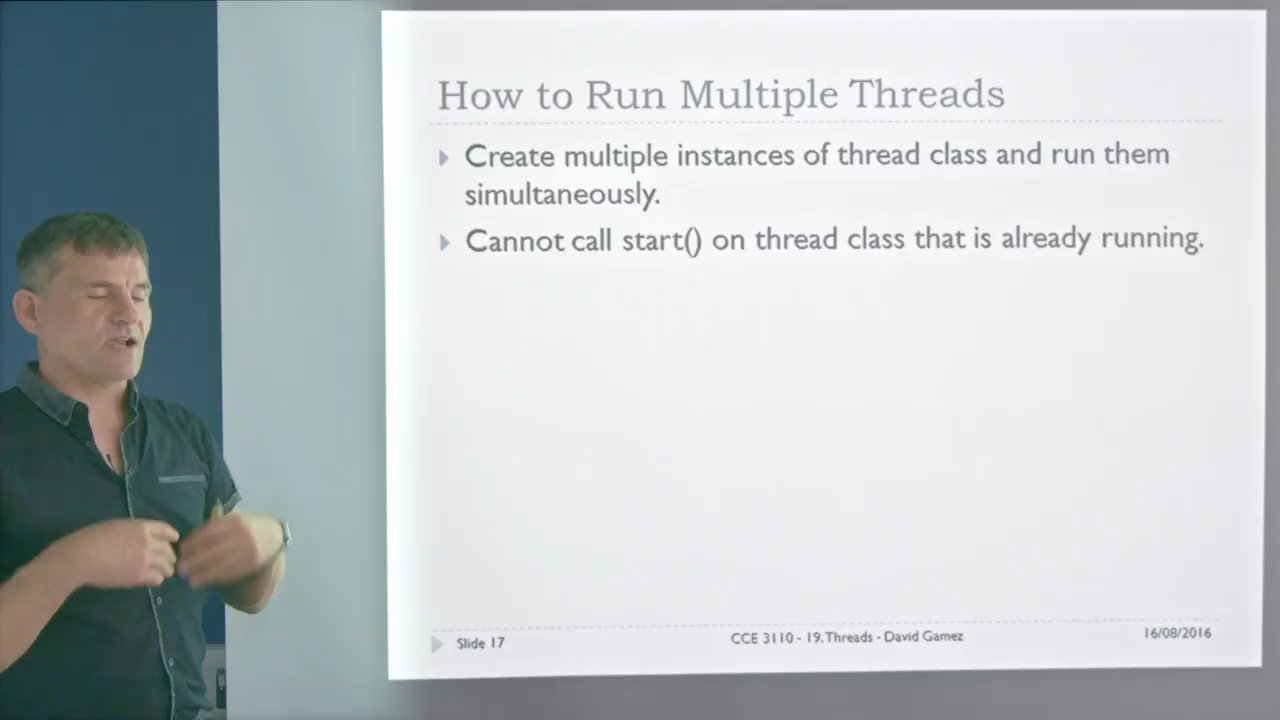 How to Run Multiple Threads
Create multiple instances of thread class and run them
simultaneously.
Cannot call start() on thread class that is already running.
Slide 17
CCE 3110 - 19.Threads - David Gamez
16/08/2016